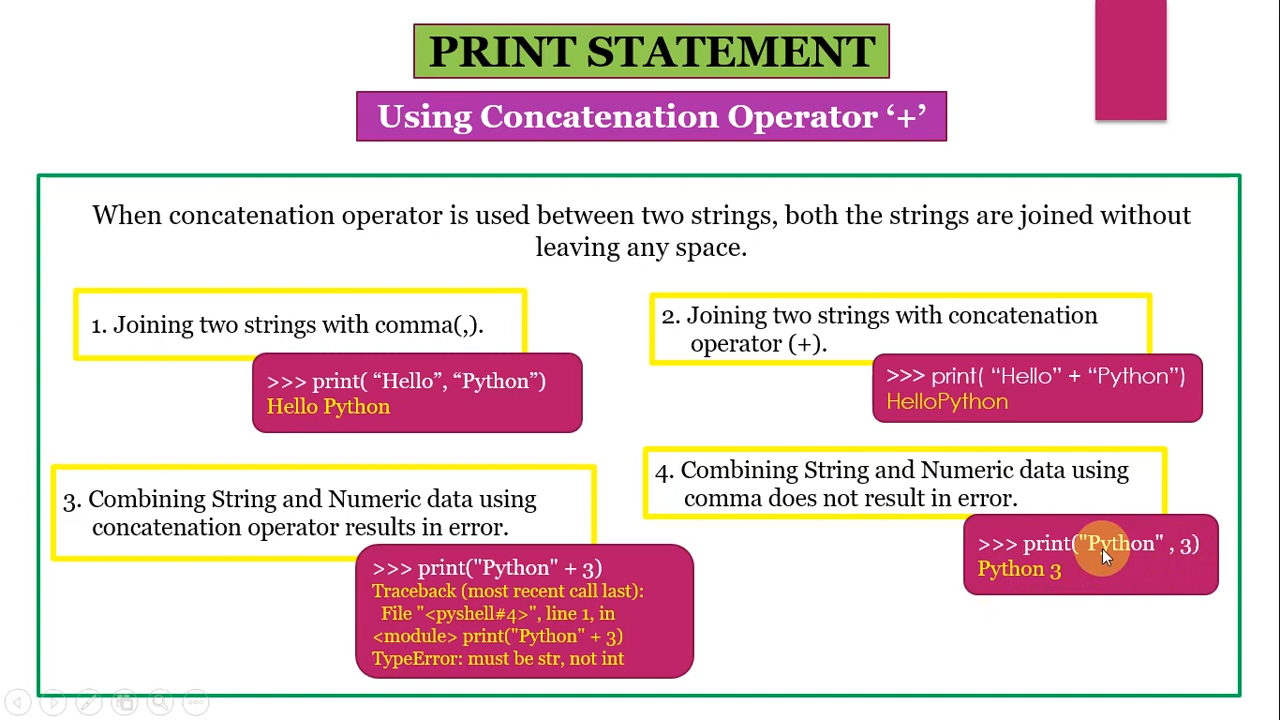 PRINT STATEMENT
Using Concatenation Operator ‘+’
When concatenation operator is used between two strings, both the strings are joined without
leaving any space.
1. Joining two strings with comma(,).
>>> print( “Hello”, “Python”)
Hello Python
2. Joining two strings with concatenation
operator (+).
>>> print( “Hello” + “Python”)
HelloPython
3. Combining String and Numeric data using
concatenation operator results in error.
>>> print("Python" + 3)
Traceback (most recent call last):
File "<pyshell#4>", line 1, in
<module> print("Python" + 3)
TypeError: must be str, not int
4. Combining String and Numeric data using
comma does not result in error.
>>> print("Python" , 3)
Python 3